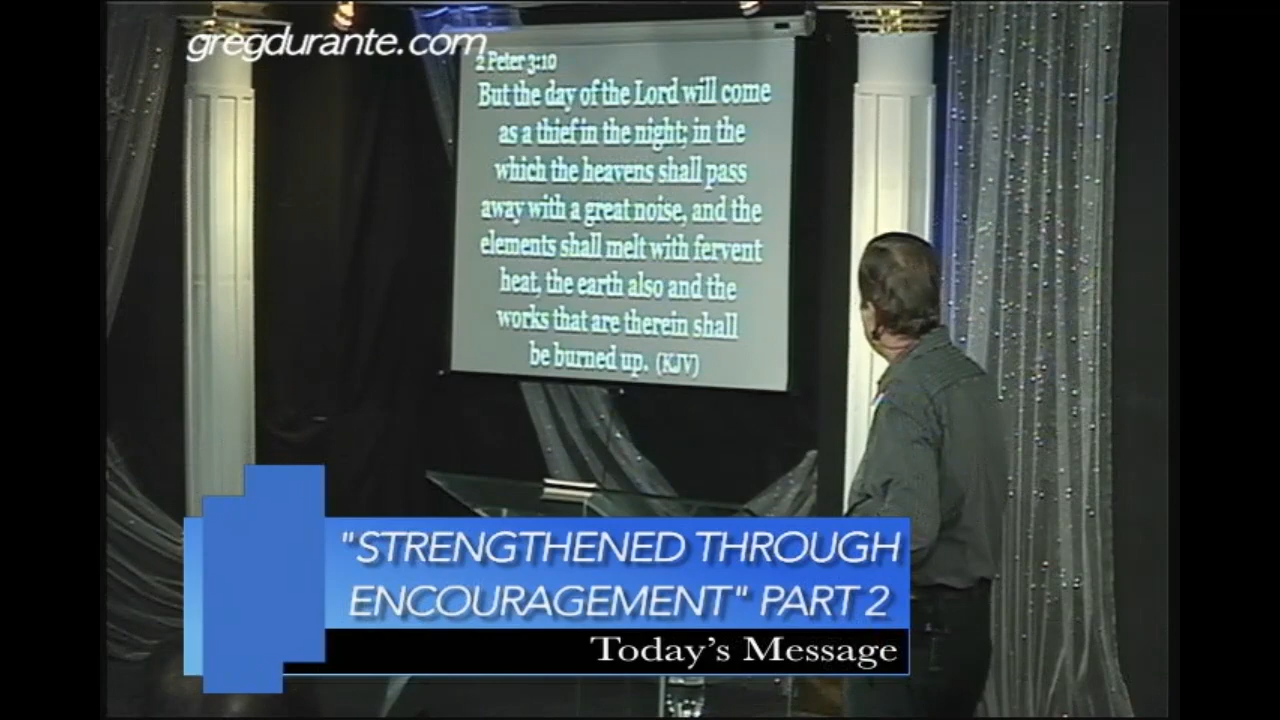 gregdurante.com
2 Peter 3:10
But the day of the Lord will come
as a thief in the night; in the
which the heavens shall pass
away with a great noise, and the
elements shall melt with fervent
heat, the earth also and the
works that are therein shall
be burned up. (KJV)
"STRENGTHENED THROUGH
ENCOURAGEMENT" PART 2
Today's Message